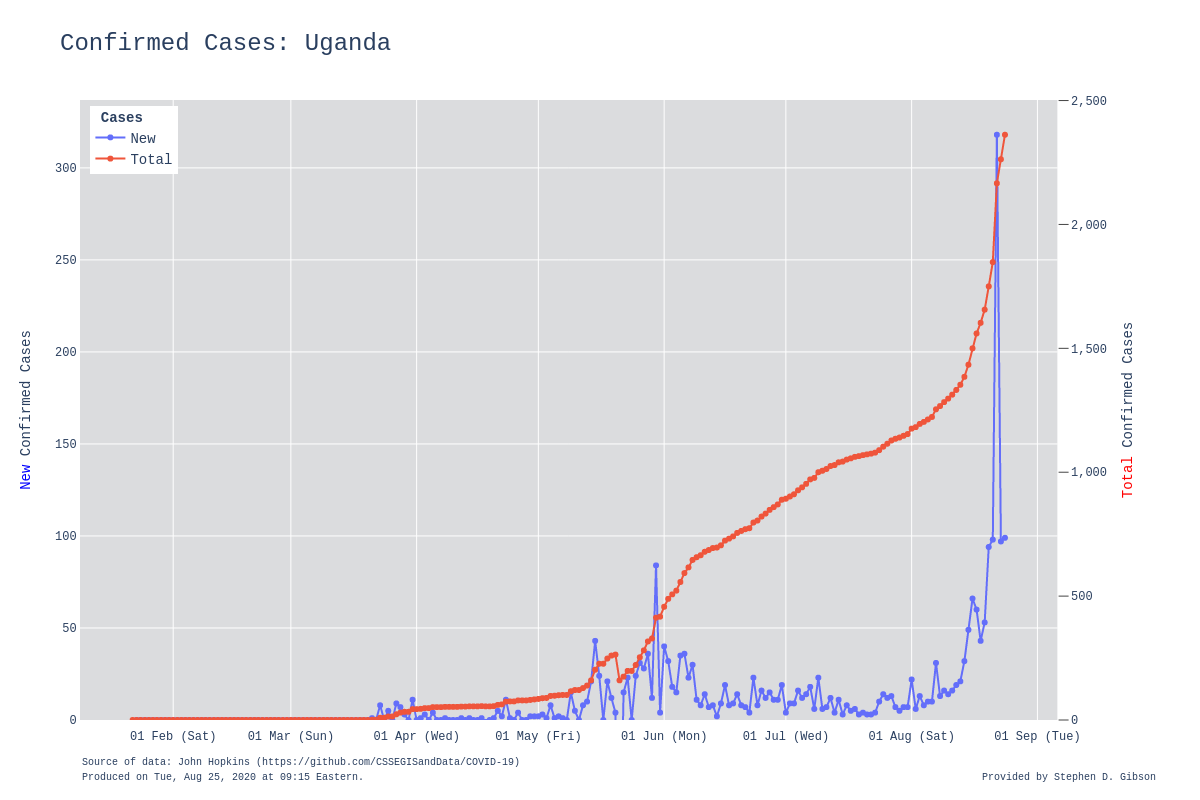 Confirmed Cases: Uganda
Cases
New
Total
300
250
200
150
100
50
0
2,500
2,000
1,500
1,000
500
0
New Confirmed Cases
Total Confirmed Cases
01 Feb (Sat)
01 Mar (Sun)
01 Apr (Wed)
01 May (Fri)
01 Jun (Mon)
01 Jul (Wed)
01 Aug (Sat)
01 Sep (Tue)
Source of data: John Hopkins (https://github.com/CSSEGISandData/COVID-19)
Produced on Tue, Aug 25, 2020 at 09:15 Eastern.
Provided by Stephen D. Gibson